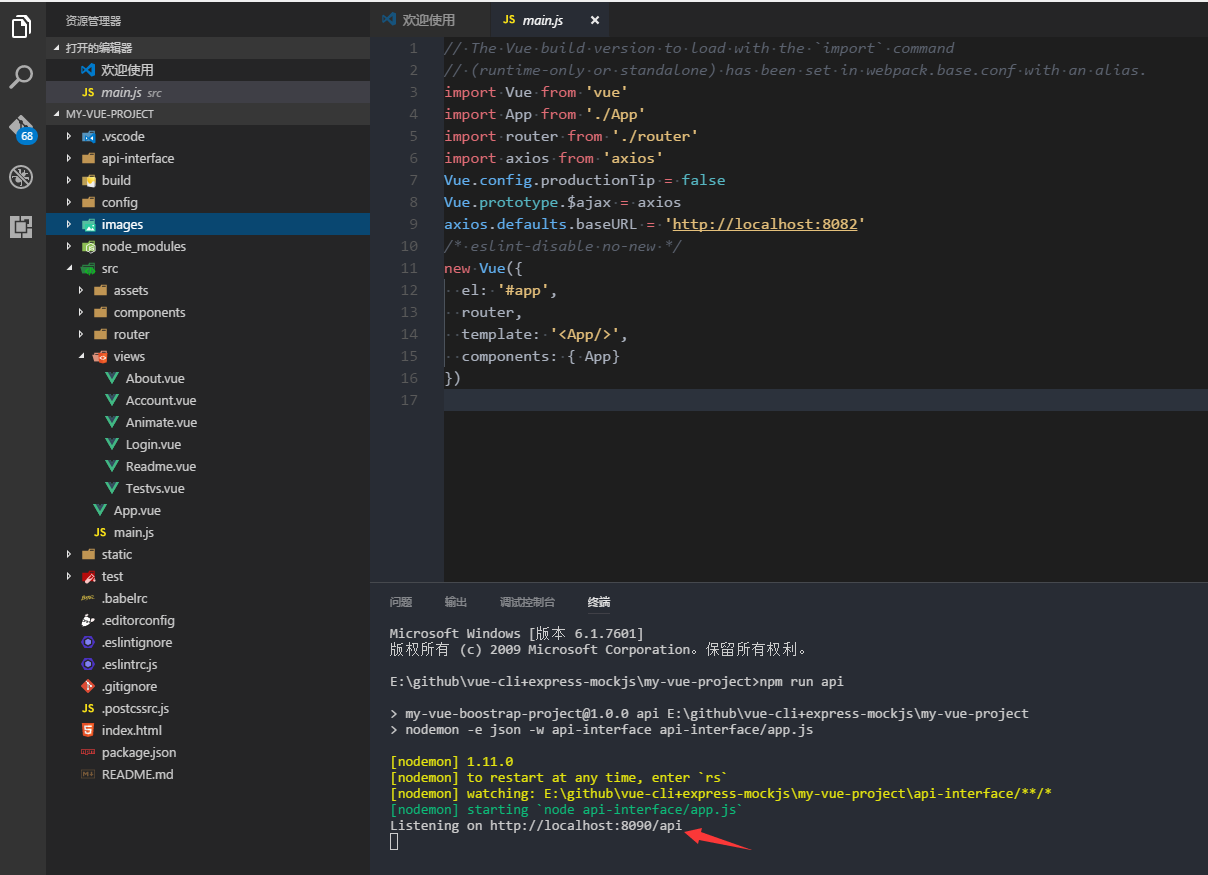 资源管理器
打开的编辑器
欢迎使用
JS main.js src
MY-VUE-PROJECT
.vscode
api-interface
build
config
images
node_modules
src
assets
components
router
views
About.vue
Account.vue
Animate.vue
Login.vue
Readme.vue
Testvs.vue
App.vue
JS main.js
static
test
.babelrc
.editorconfig
.eslintignore
.eslintrc.js
.gitignore
JS .postcssrc.js
index.html
package.json
README.md
68
欢迎使用
JS main.js ×
1 // The Vue build version to load with the `import` command
2 // (runtime-only or standalone) has been set in webpack.base.conf with an alias.
3 import Vue from 'vue'
4 import App from './App'
5 import router from './router'
6 import axios from 'axios'
7 Vue.config.productionTip = false
8 Vue.prototype.$ajax = axios
9 axios.defaults.baseURL = 'http://localhost:8082'
10 /* eslint-disable no-new */
11 new Vue({
12   el: '#app',
13   router,
14   template: '<App/>',
15   components: { App}
16 })
17
问题 输出 调试控制台 终端
Microsoft Windows [版本 6.1.7601]
版权所有 (c) 2009 Microsoft Corporation。保留所有权利。
E:\github\vue-cli+express-mockjs\my-vue-project>npm run api
> my-vue-boostrap-project@1.0.0 api E:\github\vue-cli+express-mockjs\my-vue-project
> nodemon -e json -w api-interface api-interface/app.js
[nodemon] 1.11.0
[nodemon] to restart at any time, enter `rs`
[nodemon] watching: E:\github\vue-cli+express-mockjs\my-vue-project\api-interface/**/*
[nodemon] starting `node api-interface/app.js`
Listening on http://localhost:8090/api